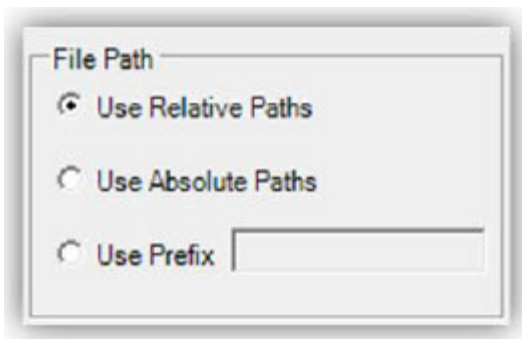 File Path
Use Relative Paths
Use Absolute Paths
Use Prefix